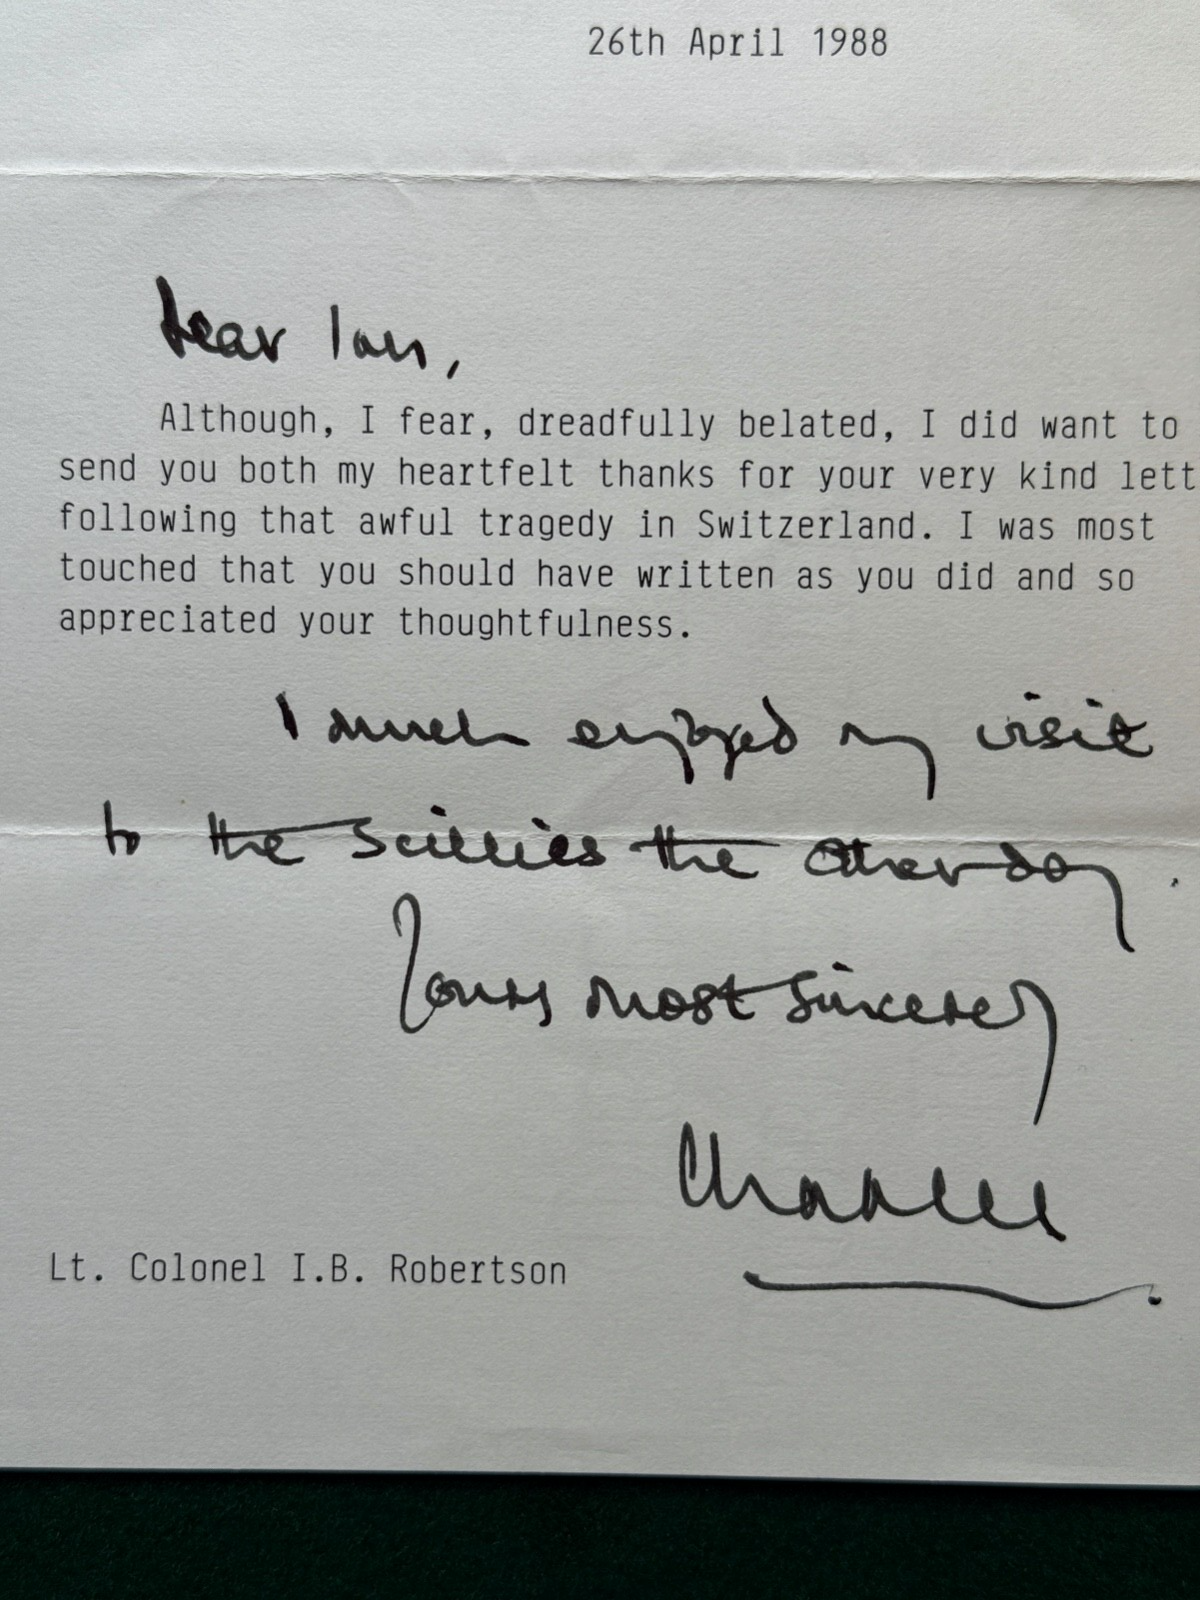 26th April 1988
Dear Ian,
Although, I fear, dreadfully belated, I did want to
send you both my heartfelt thanks for your very kind lett
following that awful tragedy in Switzerland. I was most
touched that you should have written as you did and so
appreciated your thoughtfulness.
I much enjoyed my visit
to the Scillies the other day.
Yours most sincerely
Charles
Lt. Colonel I.B. Robertson